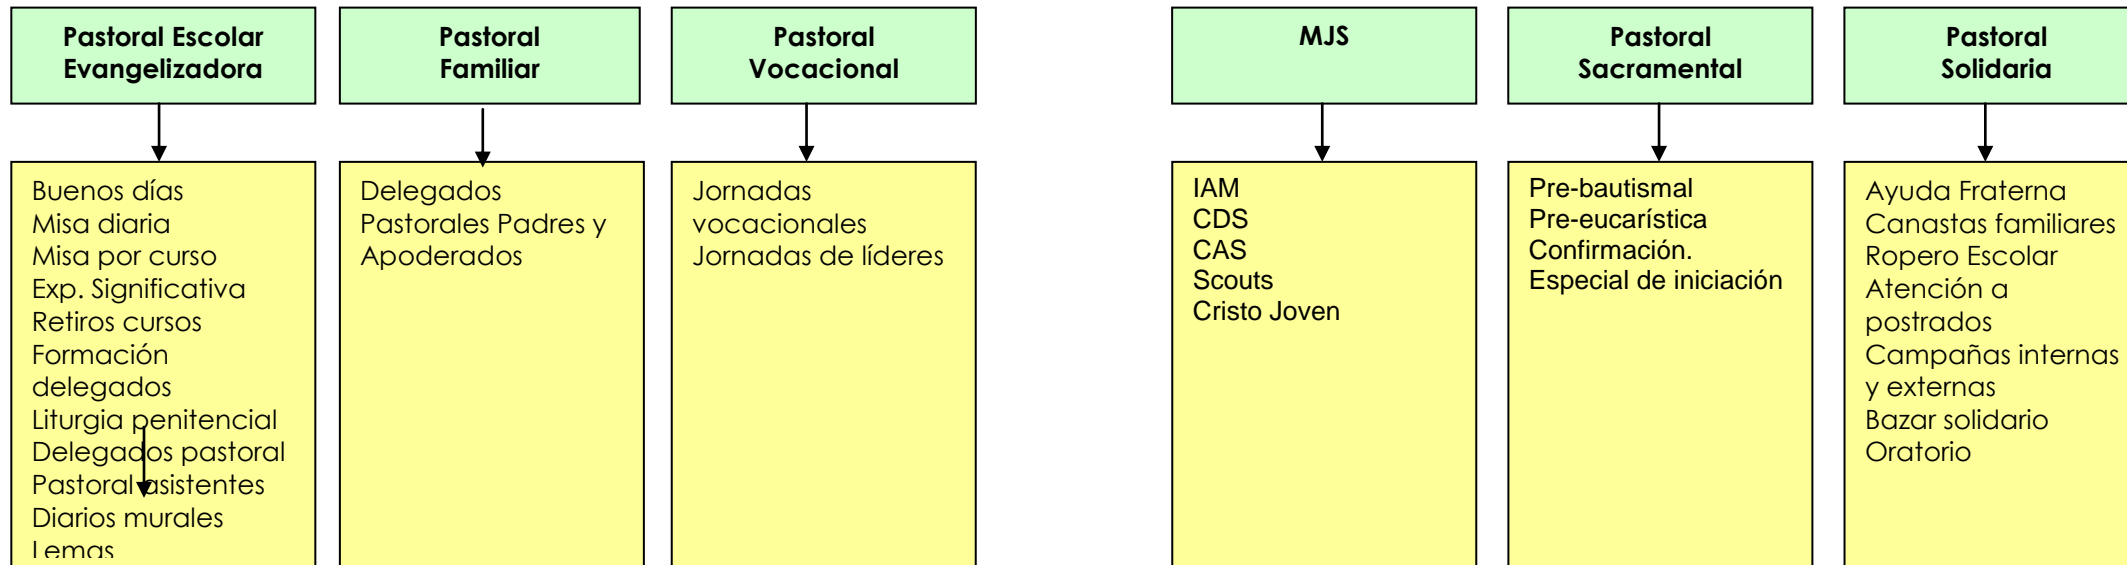 Pastoral Escolar
Evangelizadora
Buenos días
Misa diaria
Misa por curso
Exp. Significativa
Retiros cursos
Formación
delegados
Liturgia penitencial
Delegados pastoral
Pastoral asistentes
Diarios murales
Lemas
Pastoral
Familiar
Delegados
Pastorales Padres y
Apoderados
Pastoral
Vocacional
Jornadas
vocacionales
Jornadas de líderes
MJS
IAM
CDS
CAS
Scouts
Cristo Joven
Pastoral
Sacramental
Pre-bautismal
Pre-eucarística
Confirmación.
Especial de iniciación
Pastoral
Solidaria
Ayuda Fraterna
Canastas familiares
Ropero Escolar
Atención a
postrados
Campañas internas
y externas
Bazar solidario
Oratorio